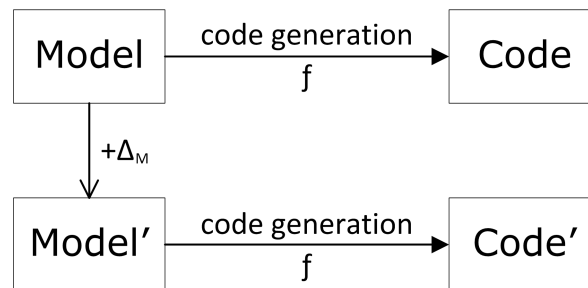 Model
code generation
ƒ
Code
+ΔM
Model′
code generation
ƒ
Code′